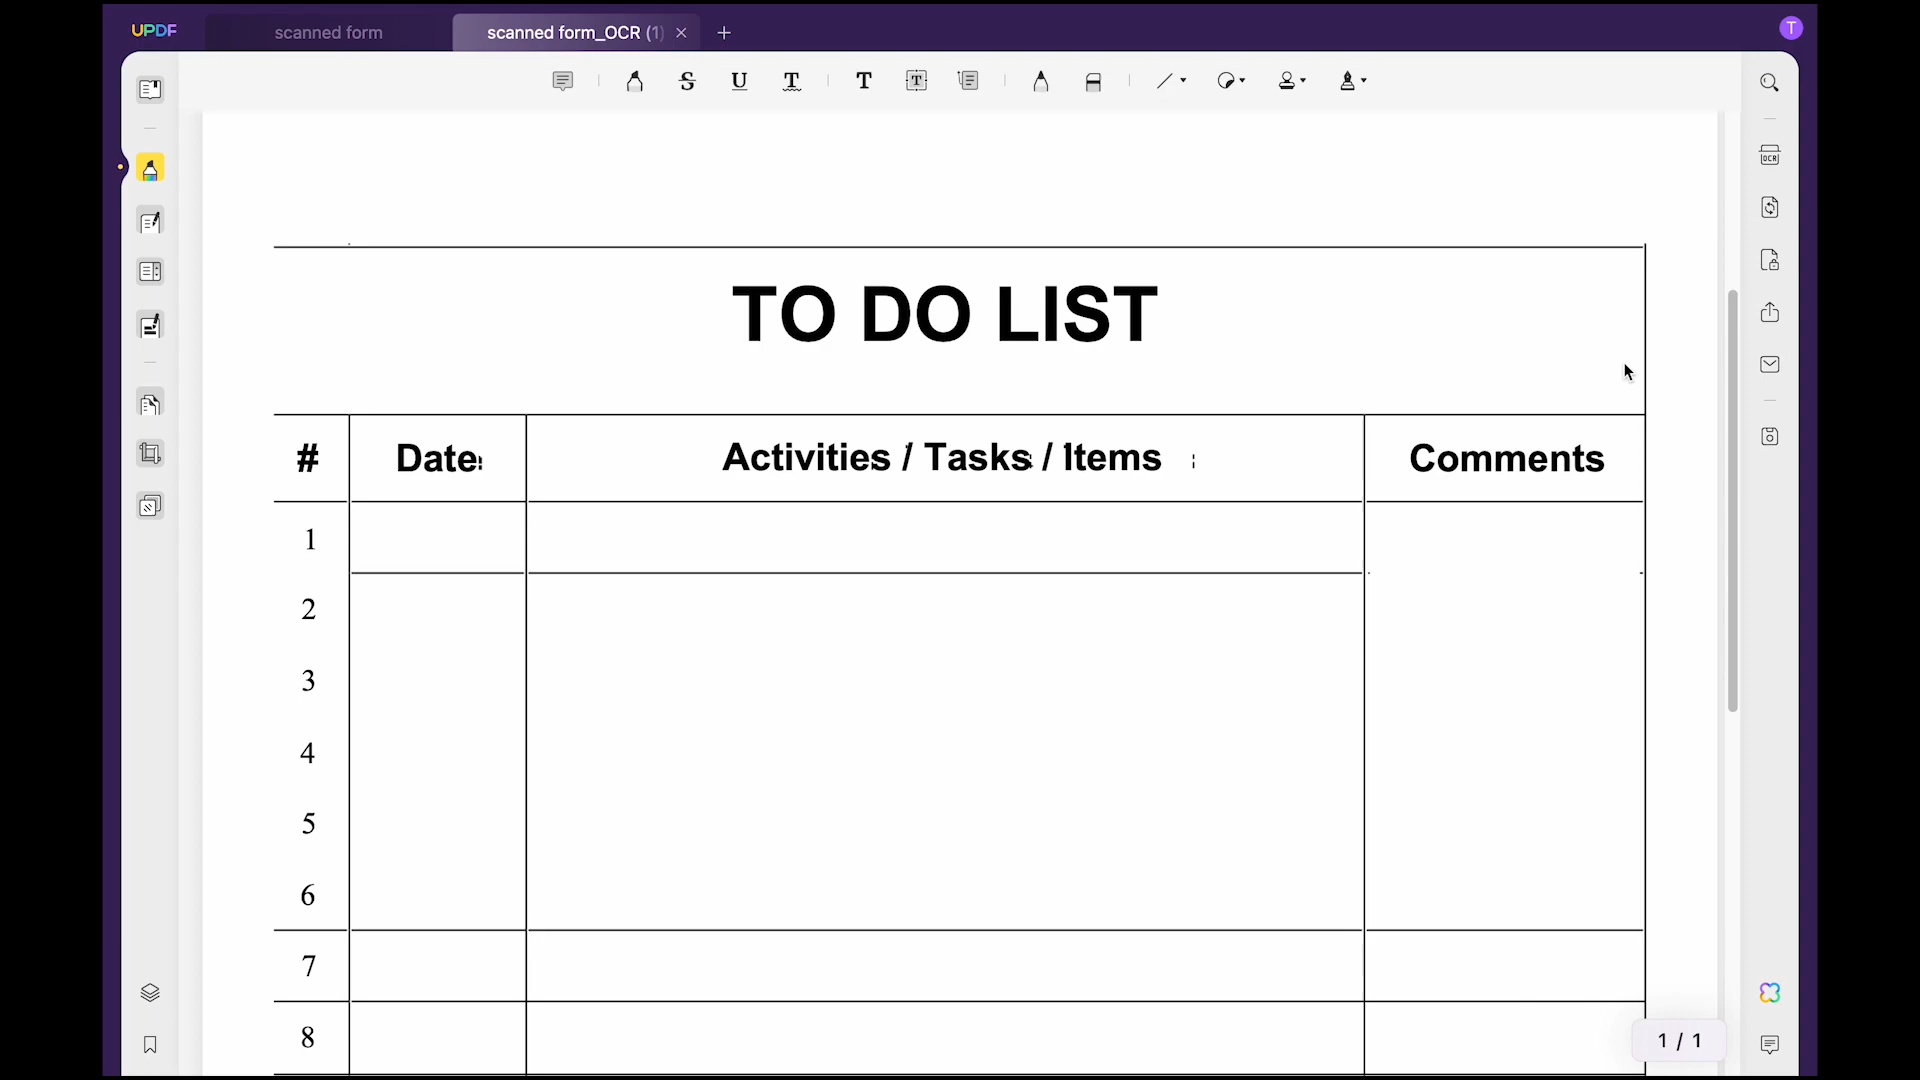 UPDF
scanned form
scanned form_OCR (1)
T
OCR
TO DO LIST
# Date Activities / Tasks / Items Comments
1
2
3
4
5
6
7
8
1 / 1